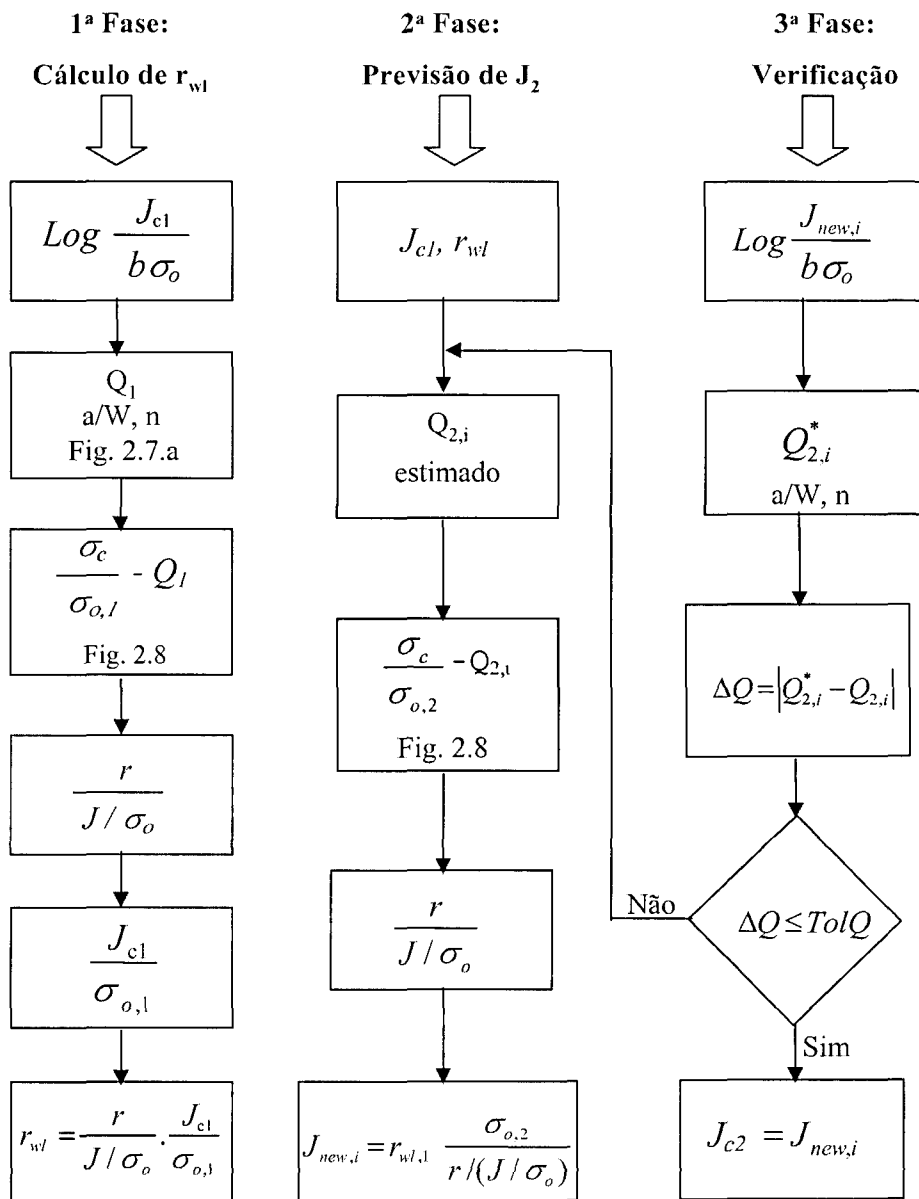 1ª Fase:
Cálculo de r_wl
Log J_c1 / bσ_o
Q_1
a/W, n
Fig. 2.7.a
σ_c / σ_o,1 - Q_1
Fig. 2.8
r / J / σ_o
J_c1 / σ_o,1
r_wl = r / J / σ_o . J_c1 / σ_o,1
2ª Fase:
Previsão de J_2
J_c1, r_wl
Q_2,i
estimado
σ_c / σ_o,2 - Q_2,i
Fig. 2.8
r / J / σ_o
J_new,i = r_wl,1 σ_o,2 / r /(J / σ_o)
3ª Fase:
Verificação
Log J_new,i / bσ_o
Q*_2,i
a/W, n
ΔQ = |Q*_2,i − Q_2,i|
Não
ΔQ ≤ TolQ
Sim
J_c2 = J_new,i